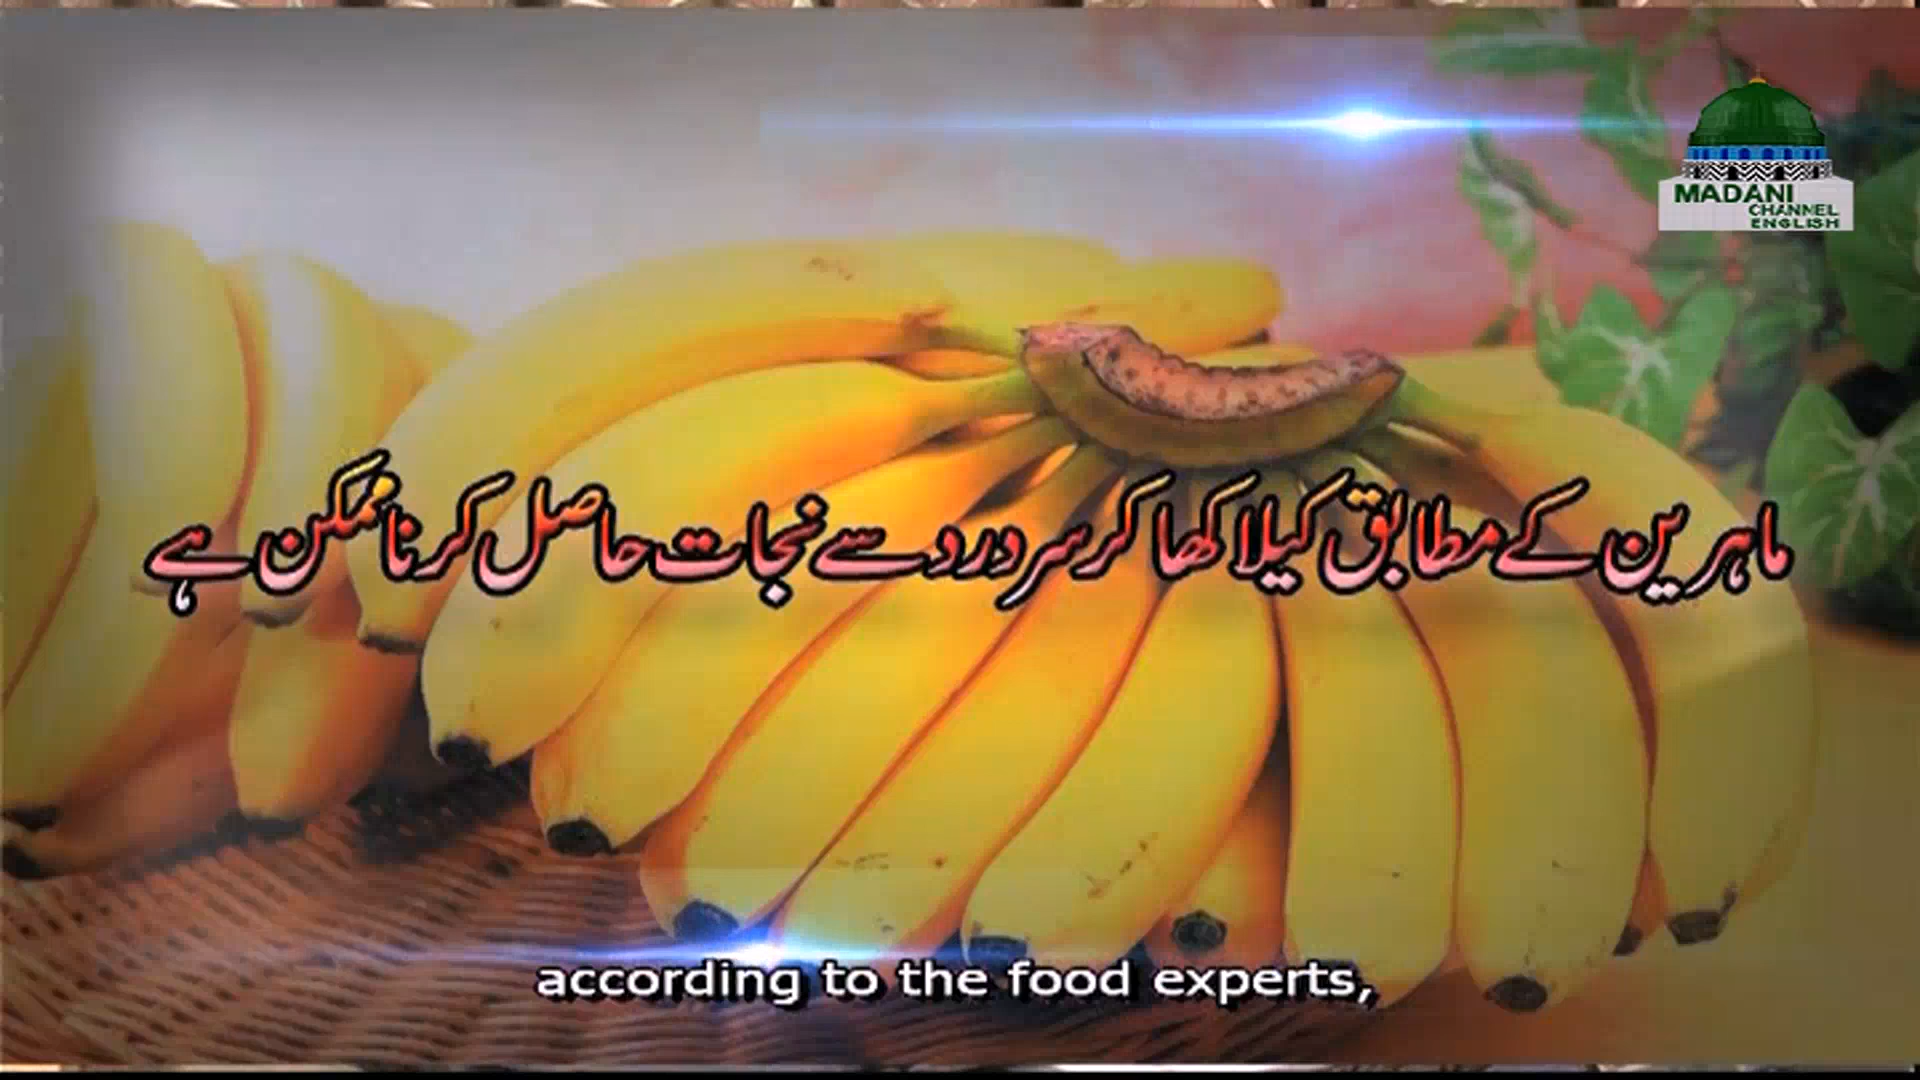 MADANI
CHANNEL
ENGLISH
ماہرین کے مطابق کیلا کھا کر سر درد سے نجات حاصل کرنا ممکن ہے
according to the food experts,